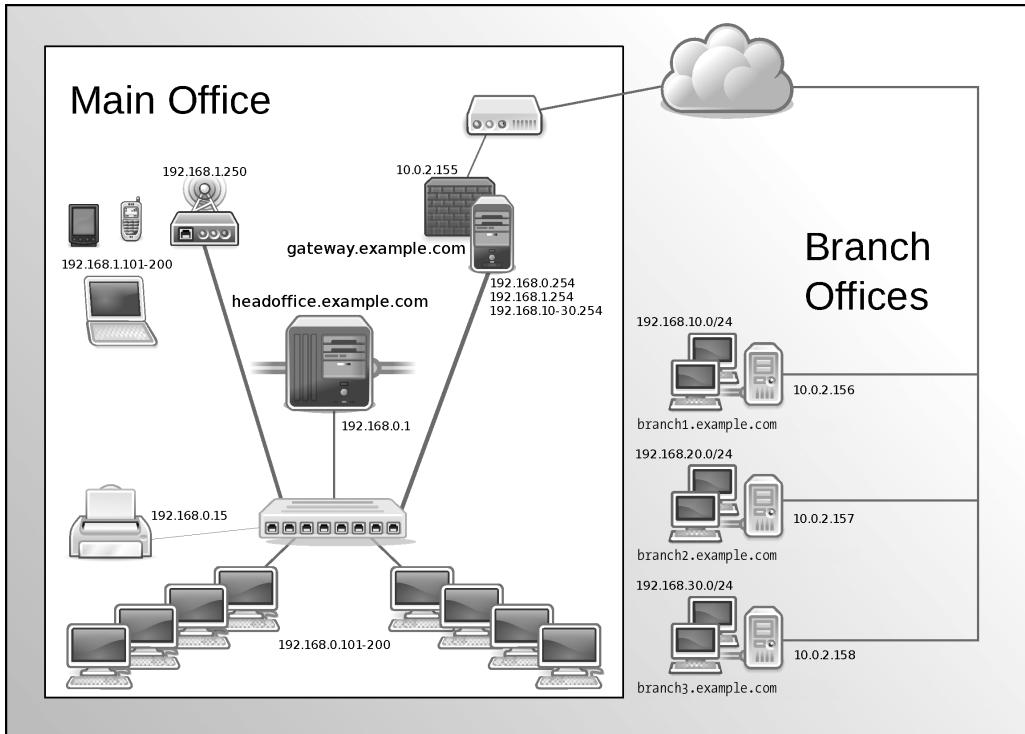 Main Office
192.168.1.250
10.0.2.155
gateway.example.com
192.168.1.101-200
192.168.0.254
192.168.1.254
192.168.10-30.254
headoffice.example.com
192.168.0.1
192.168.0.15
192.168.0.101-200
Branch
Offices
192.168.10.0/24
10.0.2.156
branch1.example.com
192.168.20.0/24
10.0.2.157
branch2.example.com
192.168.30.0/24
10.0.2.158
branch3.example.com